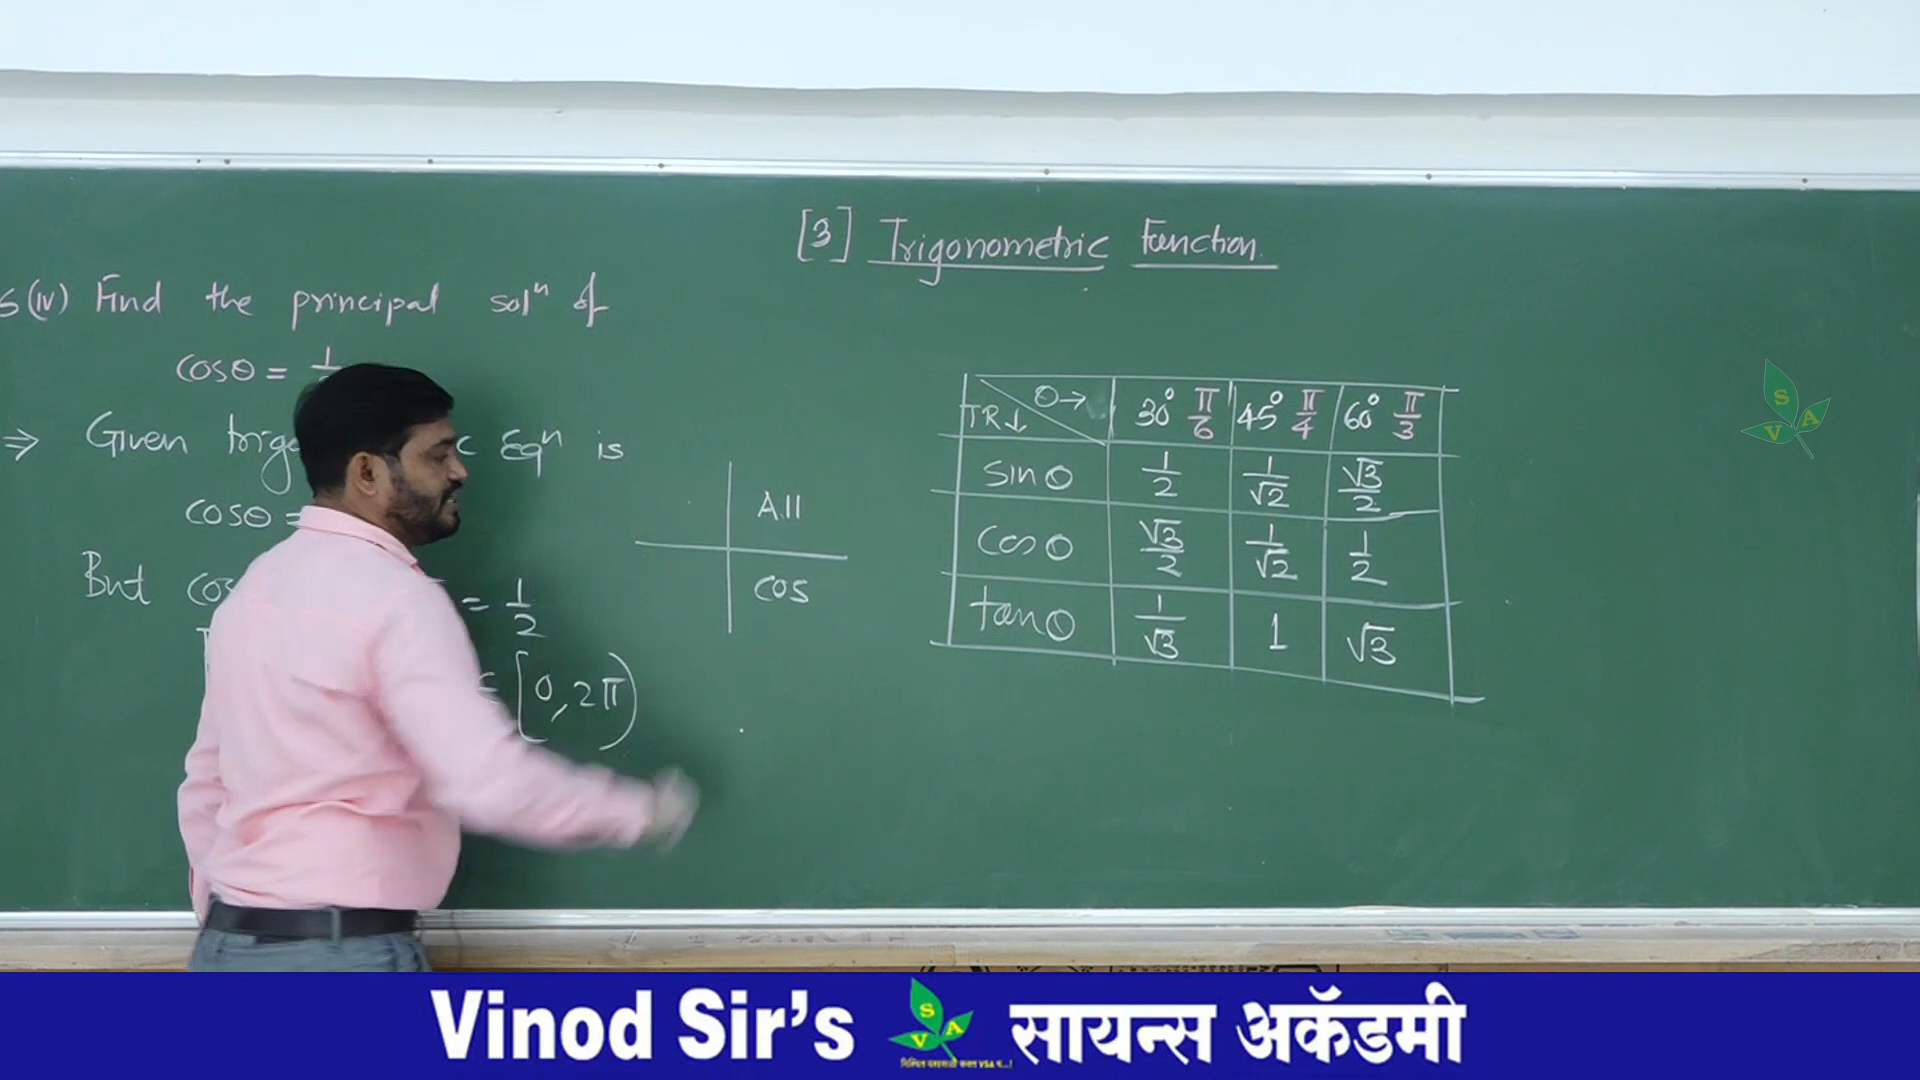 [3] Trigonometric Function.
(iv) Find the principal solⁿ of
cosθ = 1/
⇒ Given Eqⁿ is
cosθ =
But cos = 1/2
[0, 2π)
All
cos
θ→ 30° π/6 45° π/4 60° π/3
TR↓
sinθ 1/2 1/√2 √3/2
cosθ √3/2 1/√2 1/2
tanθ 1/√3 1 √3
S
V A
Vinod Sir's S V A सायन्स अकॅडमी